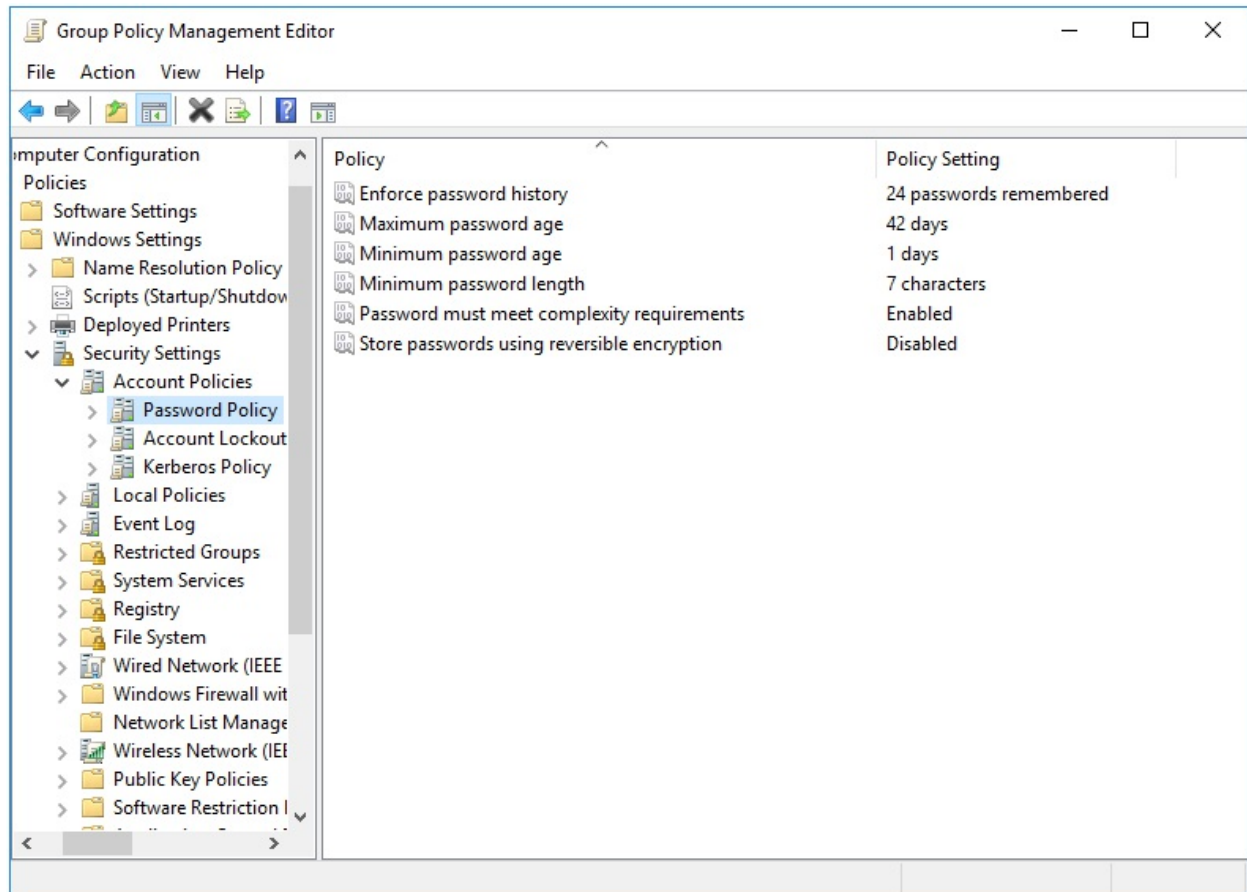 Group Policy Management Editor
File Action View Help
omputer Configuration
Policies
Software Settings
Windows Settings
Name Resolution Policy
Scripts (Startup/Shutdow
Deployed Printers
Security Settings
Account Policies
Password Policy
Account Lockout
Kerberos Policy
Local Policies
Event Log
Restricted Groups
System Services
Registry
File System
Wired Network (IEEE
Windows Firewall wit
Network List Manage
Wireless Network (IEE
Public Key Policies
Software Restriction
Policy Policy Setting
Enforce password history 24 passwords remembered
Maximum password age 42 days
Minimum password age 1 days
Minimum password length 7 characters
Password must meet complexity requirements Enabled
Store passwords using reversible encryption Disabled